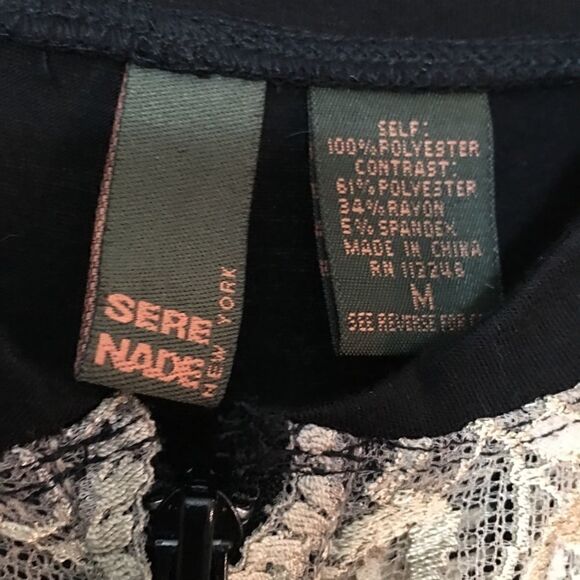 SERE
NADE
NEW YORK
SELF:
100% POLYESTER
CONTRAST:
61% POLYESTER
34% RAYON
5% SPANDEX
MADE IN CHINA
RN 112248
M
SEE REVERSE FOR